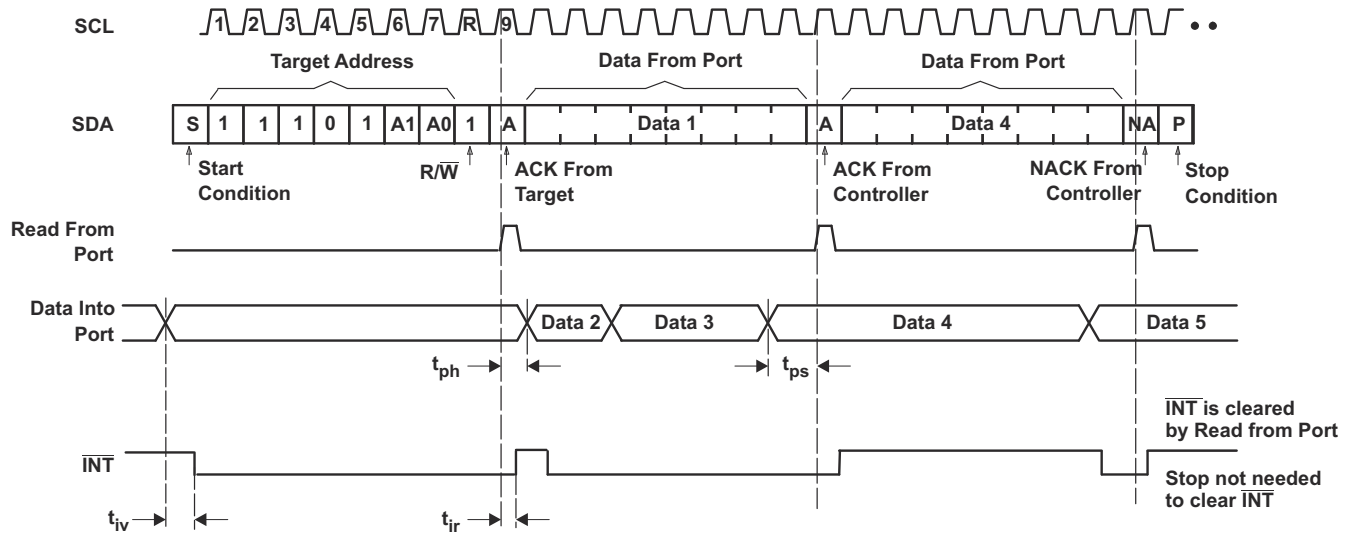 SCL
1 2 3 4 5 6 7 R 9
Target Address
Data From Port
Data From Port
SDA
S 1 1 1 0 1 A1 A0 1 A Data 1 A Data 4 NA P
Start
Condition
R/W̅
ACK From
Target
ACK From
Controller
NACK From
Controller
Stop
Condition
Read From
Port
Data Into
Port
Data 2 Data 3 Data 4 Data 5
tph
tps
I̅N̅T̅ is cleared
by Read from Port
I̅N̅T̅
Stop not needed
to clear I̅N̅T̅
tiv
tir